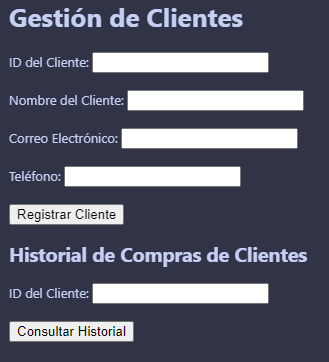 Gestión de Clientes
ID del Cliente:
Nombre del Cliente:
Correo Electrónico:
Teléfono:
Registrar Cliente
Historial de Compras de Clientes
ID del Cliente:
Consultar Historial